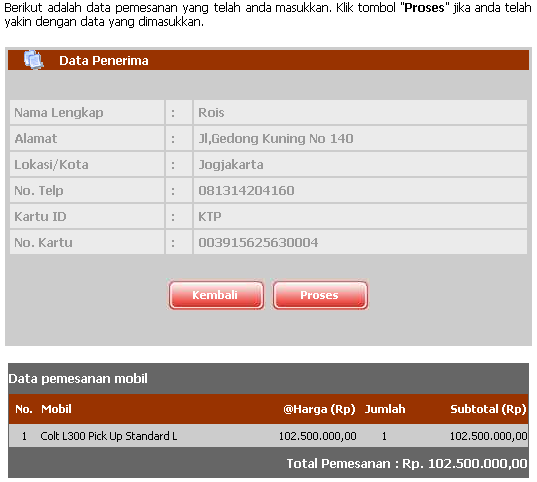 Berikut adalah data pemesanan yang telah anda masukkan. Klik tombol "Proses" jika anda telah
yakin dengan data yang dimasukkan.
Data Penerima
Nama Lengkap : Rois
Alamat : Jl,Gedong Kuning No 140
Lokasi/Kota : Jogjakarta
No. Telp : 081314204160
Kartu ID : KTP
No. Kartu : 003915625630004
Kembali Proses
Data pemesanan mobil
No. Mobil @Harga (Rp) Jumlah Subtotal (Rp)
1 Colt L300 Pick Up Standard L 102.500.000,00 1 102.500.000,00
Total Pemesanan : Rp. 102.500.000,00